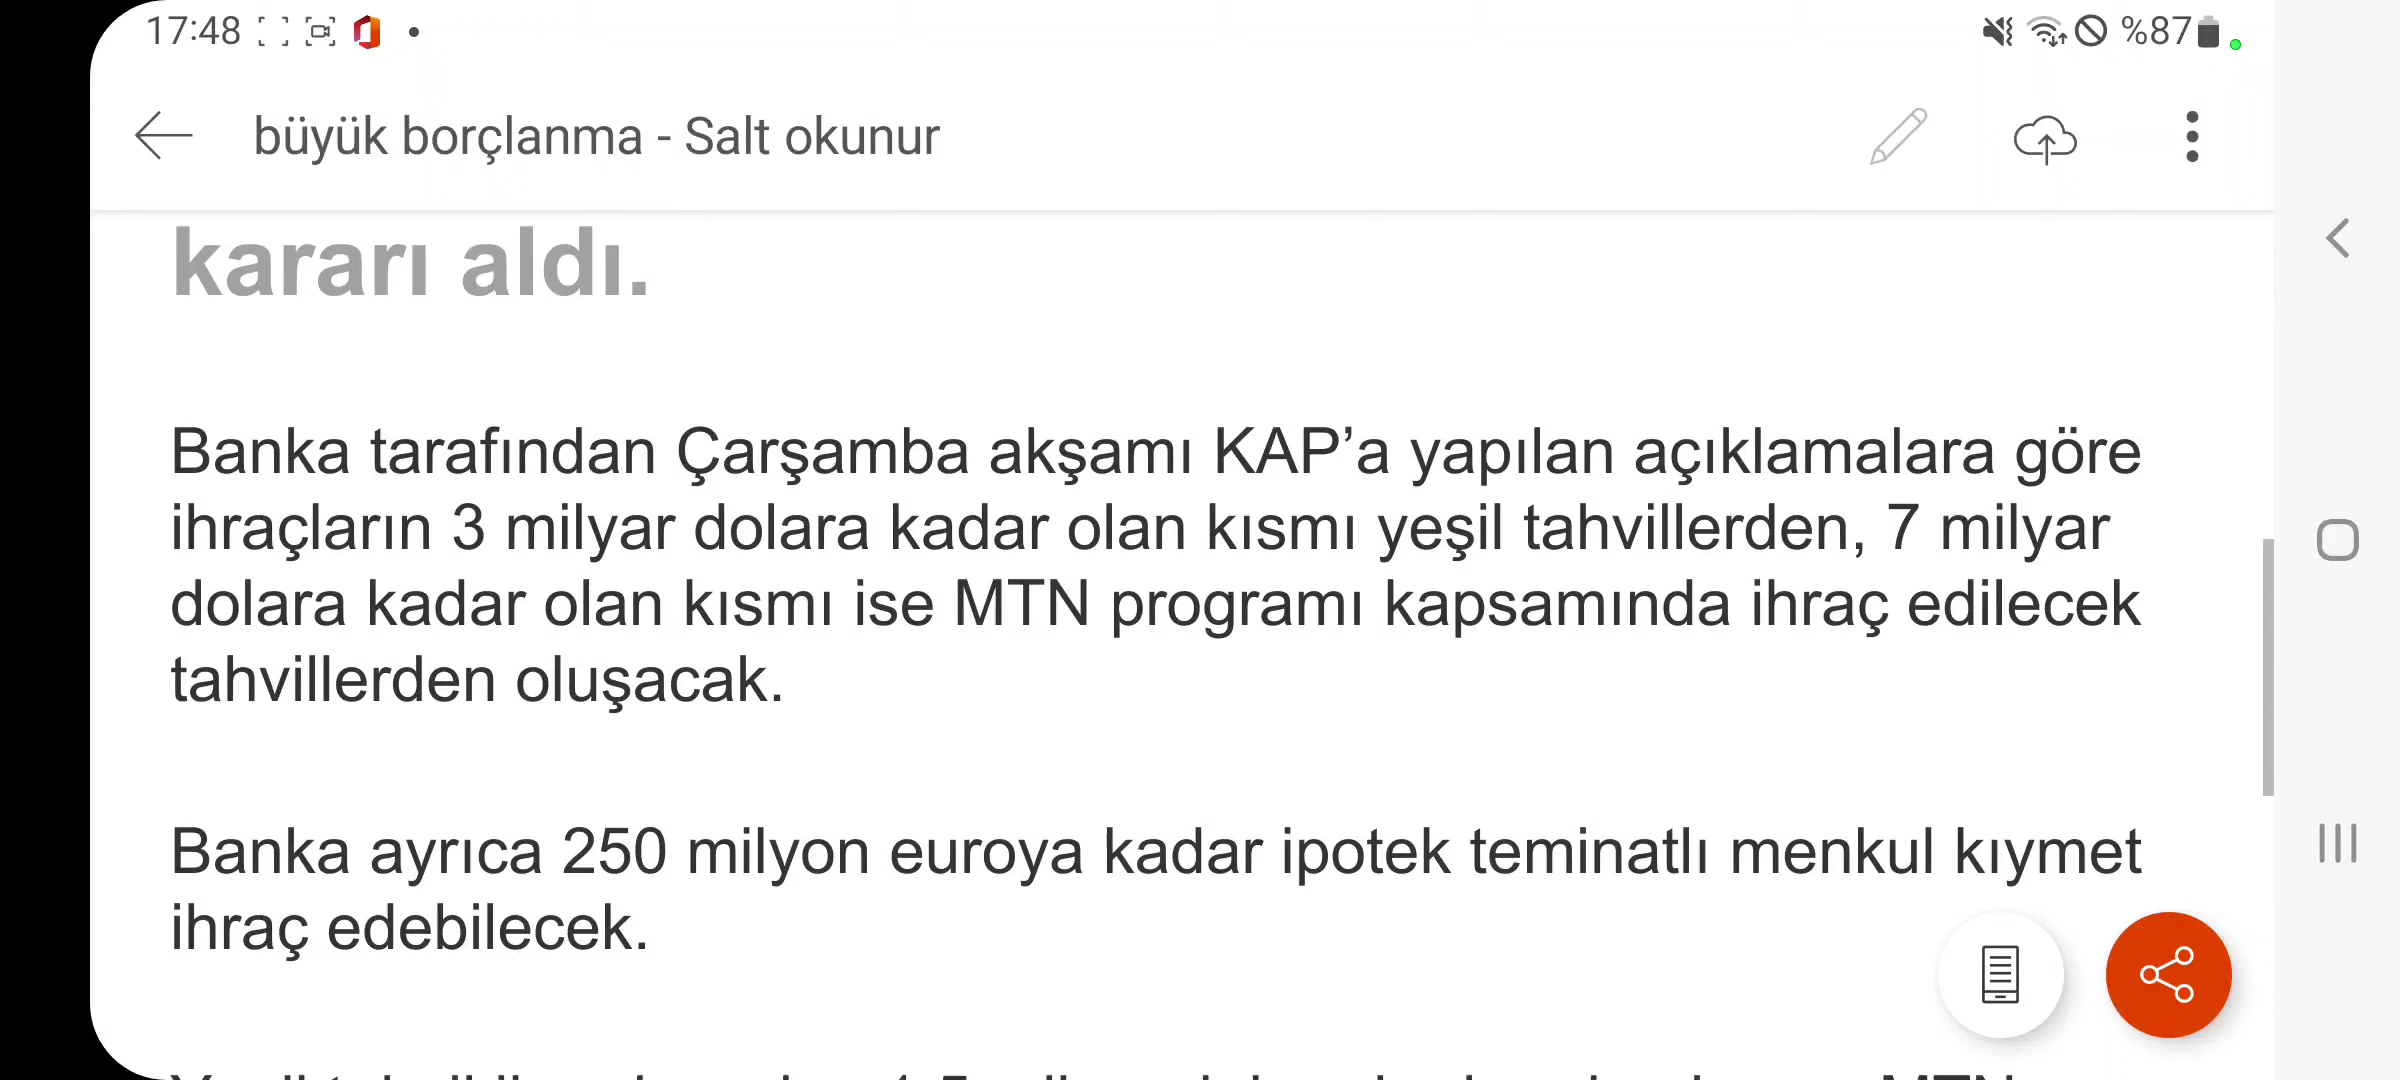 17:48 %87
büyük borçlanma - Salt okunur
kararı aldı.
Banka tarafından Çarşamba akşamı KAP’a yapılan açıklamalara göre
ihraçların 3 milyar dolara kadar olan kısmı yeşil tahvillerden, 7 milyar
dolara kadar olan kısmı ise MTN programı kapsamında ihraç edilecek
tahvillerden oluşacak.
Banka ayrıca 250 milyon euroya kadar ipotek teminatlı menkul kıymet
ihraç edebilecek.